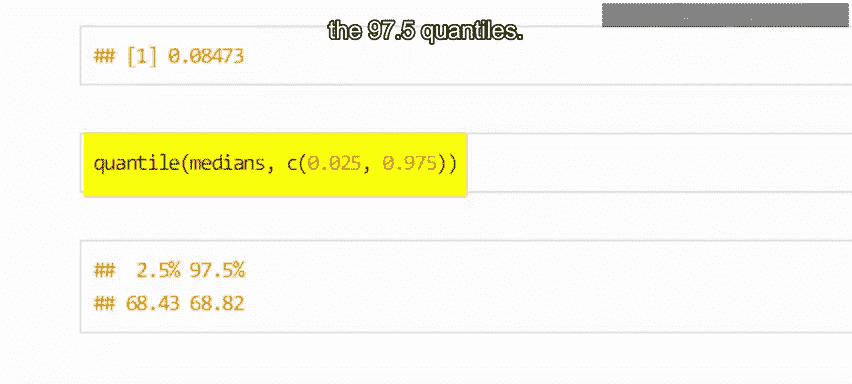 the 97.5 quantiles.
## [1] 0.08473
quantile(medians, c(0.025, 0.975))
##  2.5% 97.5%
## 68.43 68.82